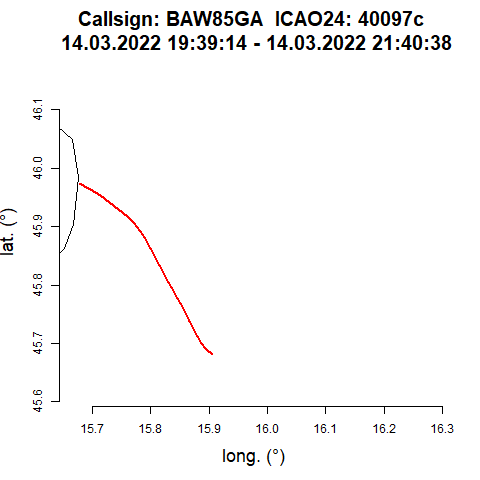 Callsign: BAW85GA  ICAO24: 40097c
14.03.2022 19:39:14 - 14.03.2022 21:40:38
46.1
46.0
45.9
45.8
45.7
45.6
lat. (°)
15.7 15.8 15.9 16.0 16.1 16.2 16.3
long. (°)